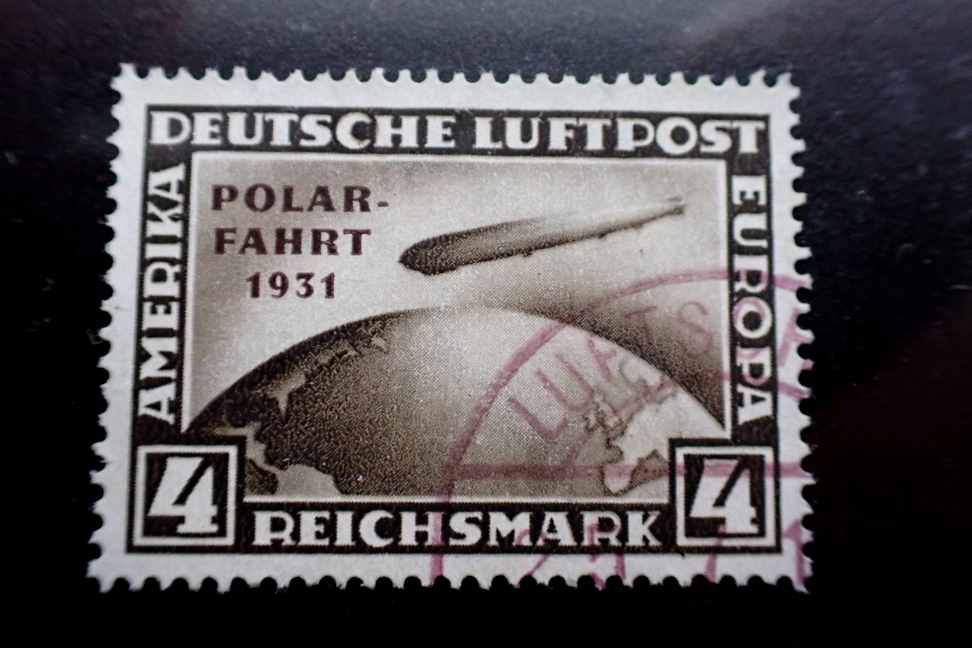 DEUTSCHE LUFTPOST
AMERIKA
POLAR-
FAHRT
1931
EUROPA
4
REICHSMARK
4